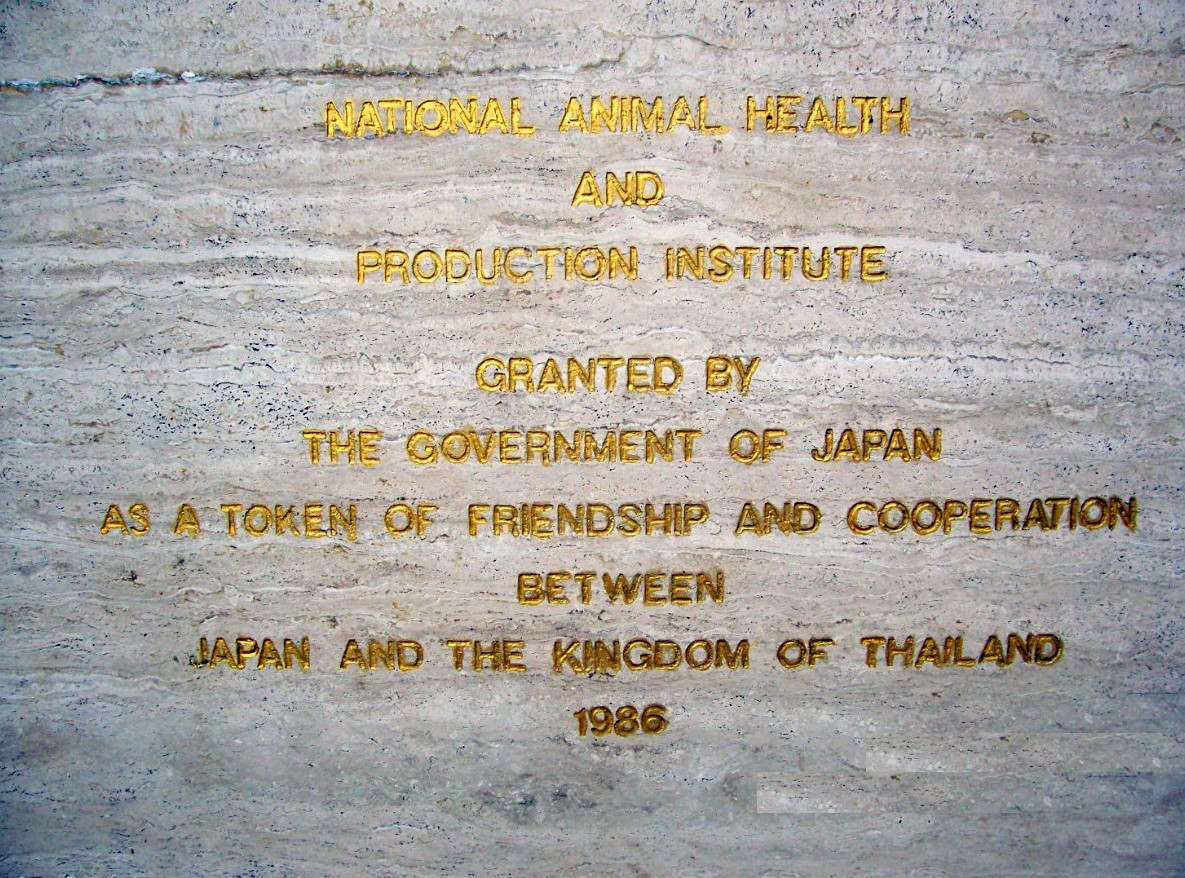 NATIONAL ANIMAL HEALTH
AND
PRODUCTION INSTITUTE
GRANTED BY
THE GOVERNMENT OF JAPAN
AS A TOKEN OF FRIENDSHIP AND COOPERATION
BETWEEN
JAPAN AND THE KINGDOM OF THAILAND
1986